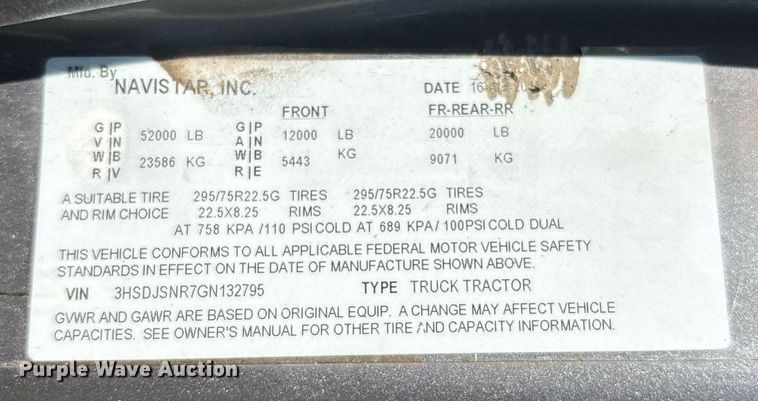 Mfd. By
NAVISTAR, INC. DATE 16
FRONT FR-REAR-RR
G|P V|N W|B R|V 52000 LB G|P A|N W|B R|E 12000 LB 20000 LB
23586 KG 5443 KG 9071 KG
A SUITABLE TIRE 295/75R22.5G TIRES 295/75R22.5G TIRES
AND RIM CHOICE 22.5X8.25 RIMS 22.5X8.25 RIMS
AT 758 KPA /110 PSI COLD AT 689 KPA/ 100PSI COLD DUAL
THIS VEHICLE CONFORMS TO ALL APPLICABLE FEDERAL MOTOR VEHICLE SAFETY
STANDARDS IN EFFECT ON THE DATE OF MANUFACTURE SHOWN ABOVE.
VIN 3HSDJSNR7GN132795 TYPE TRUCK TRACTOR
GVWR AND GAWR ARE BASED ON ORIGINAL EQUIP. A CHANGE MAY AFFECT VEHICLE
CAPACITIES. SEE OWNER'S MANUAL FOR OTHER TIRE AND CAPACITY INFORMATION.
Purple Wave Auction